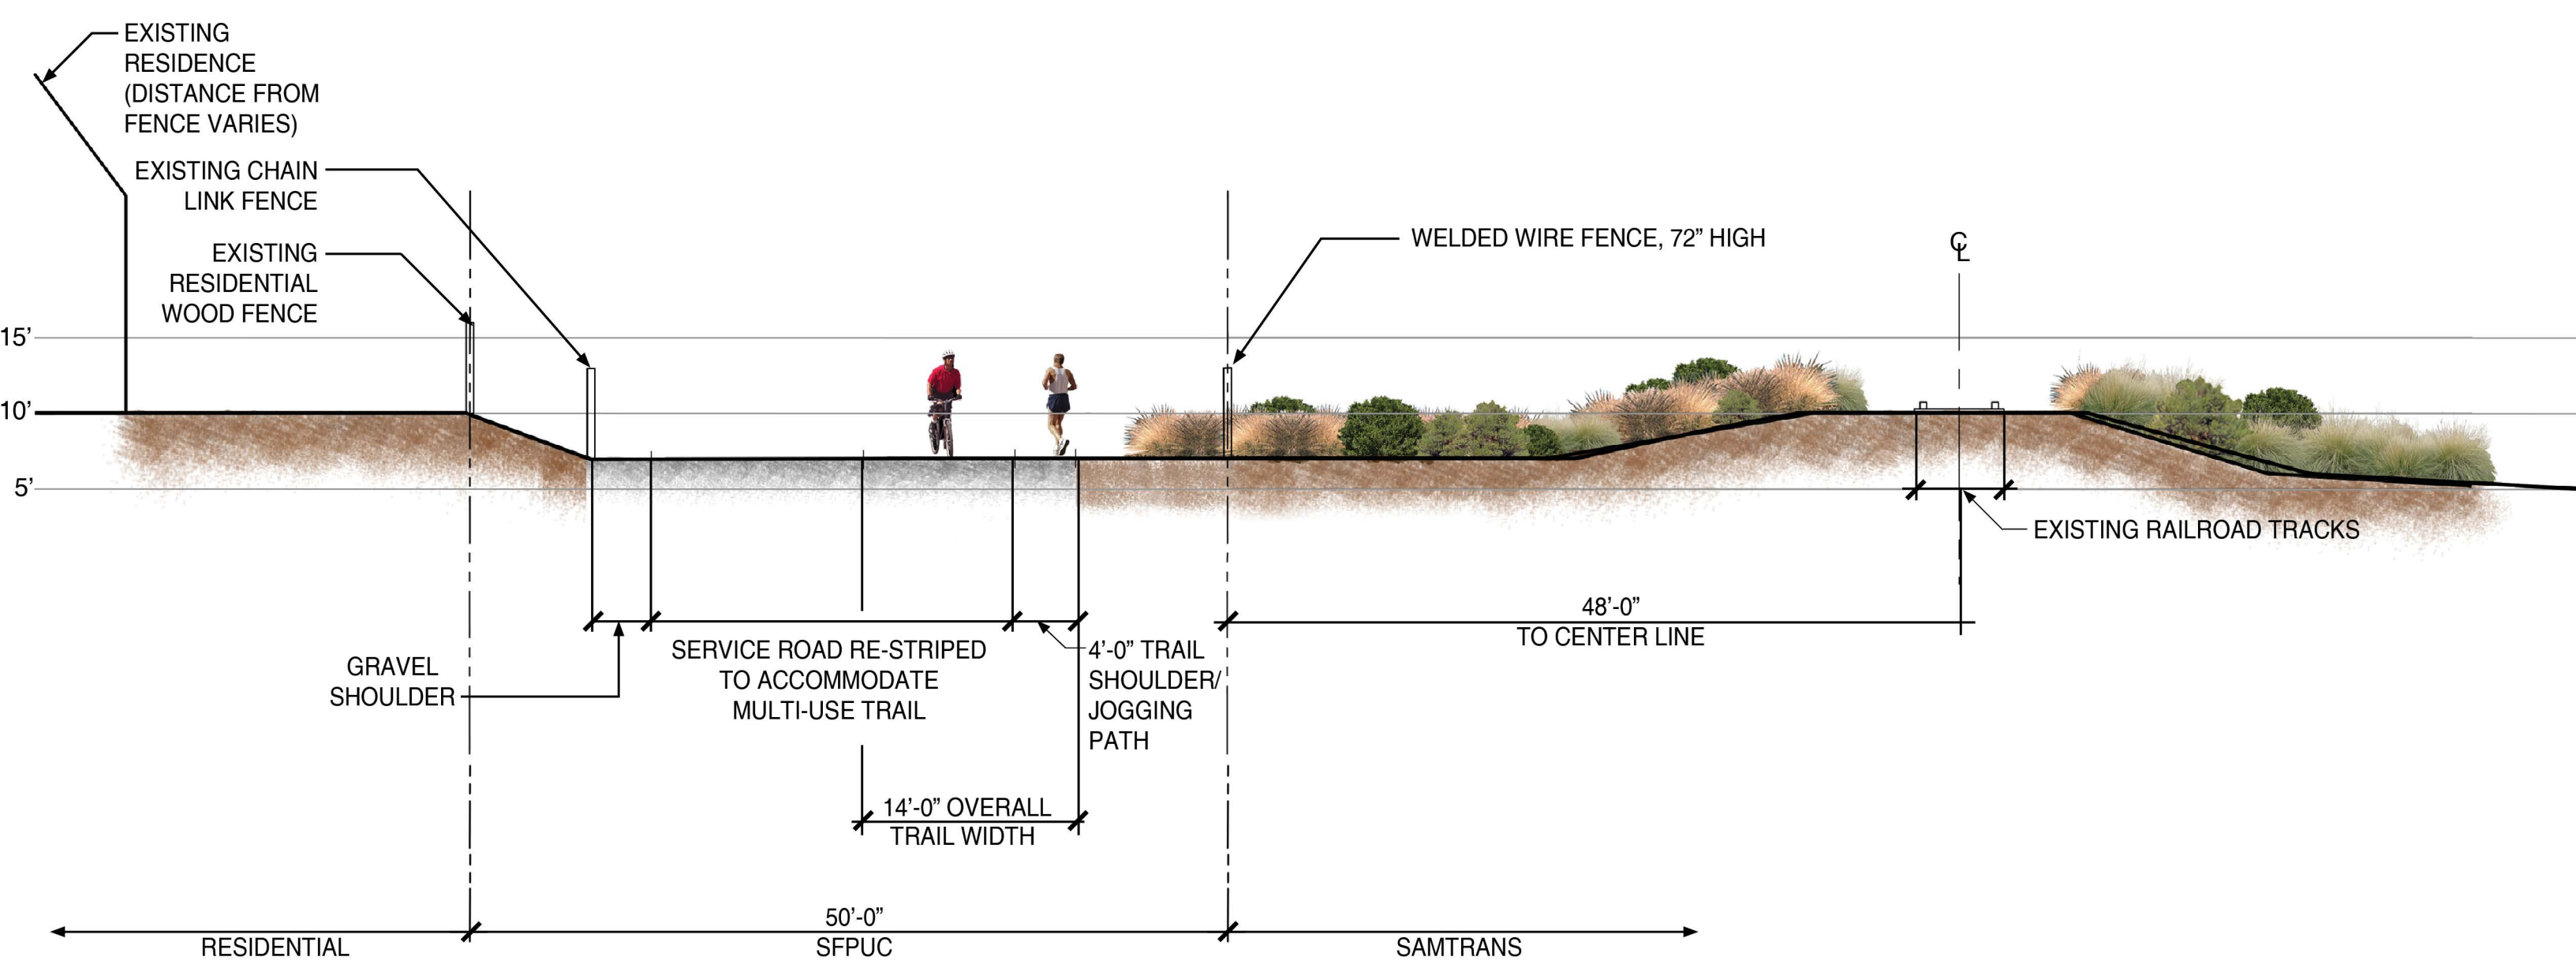 EXISTING
RESIDENCE
(DISTANCE FROM
FENCE VARIES)
EXISTING CHAIN
LINK FENCE
EXISTING
RESIDENTIAL
WOOD FENCE
WELDED WIRE FENCE, 72” HIGH
CL
15’
10’
5’
EXISTING RAILROAD TRACKS
48’-0”
TO CENTER LINE
GRAVEL
SHOULDER
SERVICE ROAD RE-STRIPED
TO ACCOMMODATE
MULTI-USE TRAIL
4’-0” TRAIL
SHOULDER/
JOGGING
PATH
14’-0” OVERALL
TRAIL WIDTH
50’-0”
RESIDENTIAL
SFPUC
SAMTRANS